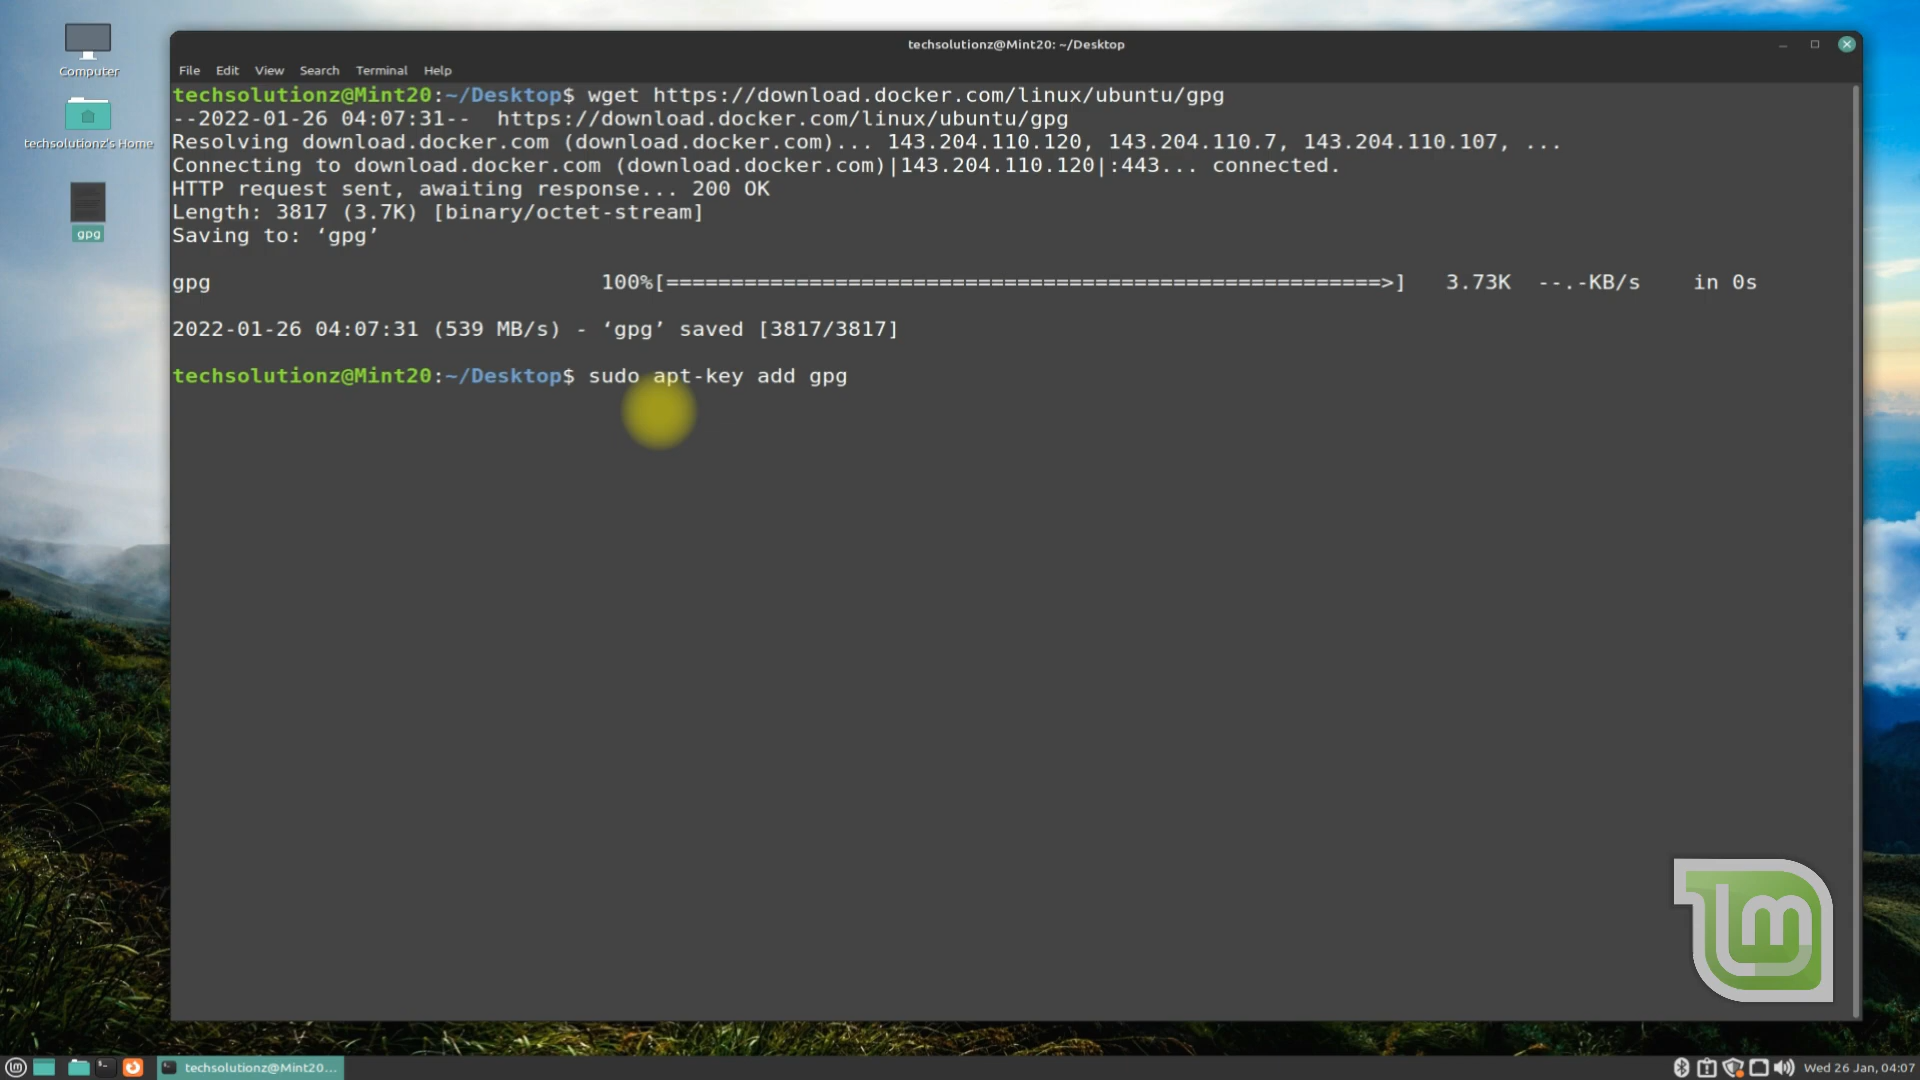 Computer
techsolutionz's Home
gpg
techsolutionz@Mint20: ~/Desktop
File Edit View Search Terminal Help
techsolutionz@Mint20:~/Desktop$ wget https://download.docker.com/linux/ubuntu/gpg
--2022-01-26 04:07:31--  https://download.docker.com/linux/ubuntu/gpg
Resolving download.docker.com (download.docker.com)... 143.204.110.120, 143.204.110.7, 143.204.110.107, ...
Connecting to download.docker.com (download.docker.com)|143.204.110.120|:443... connected.
HTTP request sent, awaiting response... 200 OK
Length: 3817 (3.7K) [binary/octet-stream]
Saving to: ‘gpg’
gpg 100%[=======================================================>] 3.73K --.-KB/s in 0s
2022-01-26 04:07:31 (539 MB/s) - ‘gpg’ saved [3817/3817]
techsolutionz@Mint20:~/Desktop$ sudo apt-key add gpg
lm
techsolutionz@Mint20...
Wed 26 Jan, 04:07